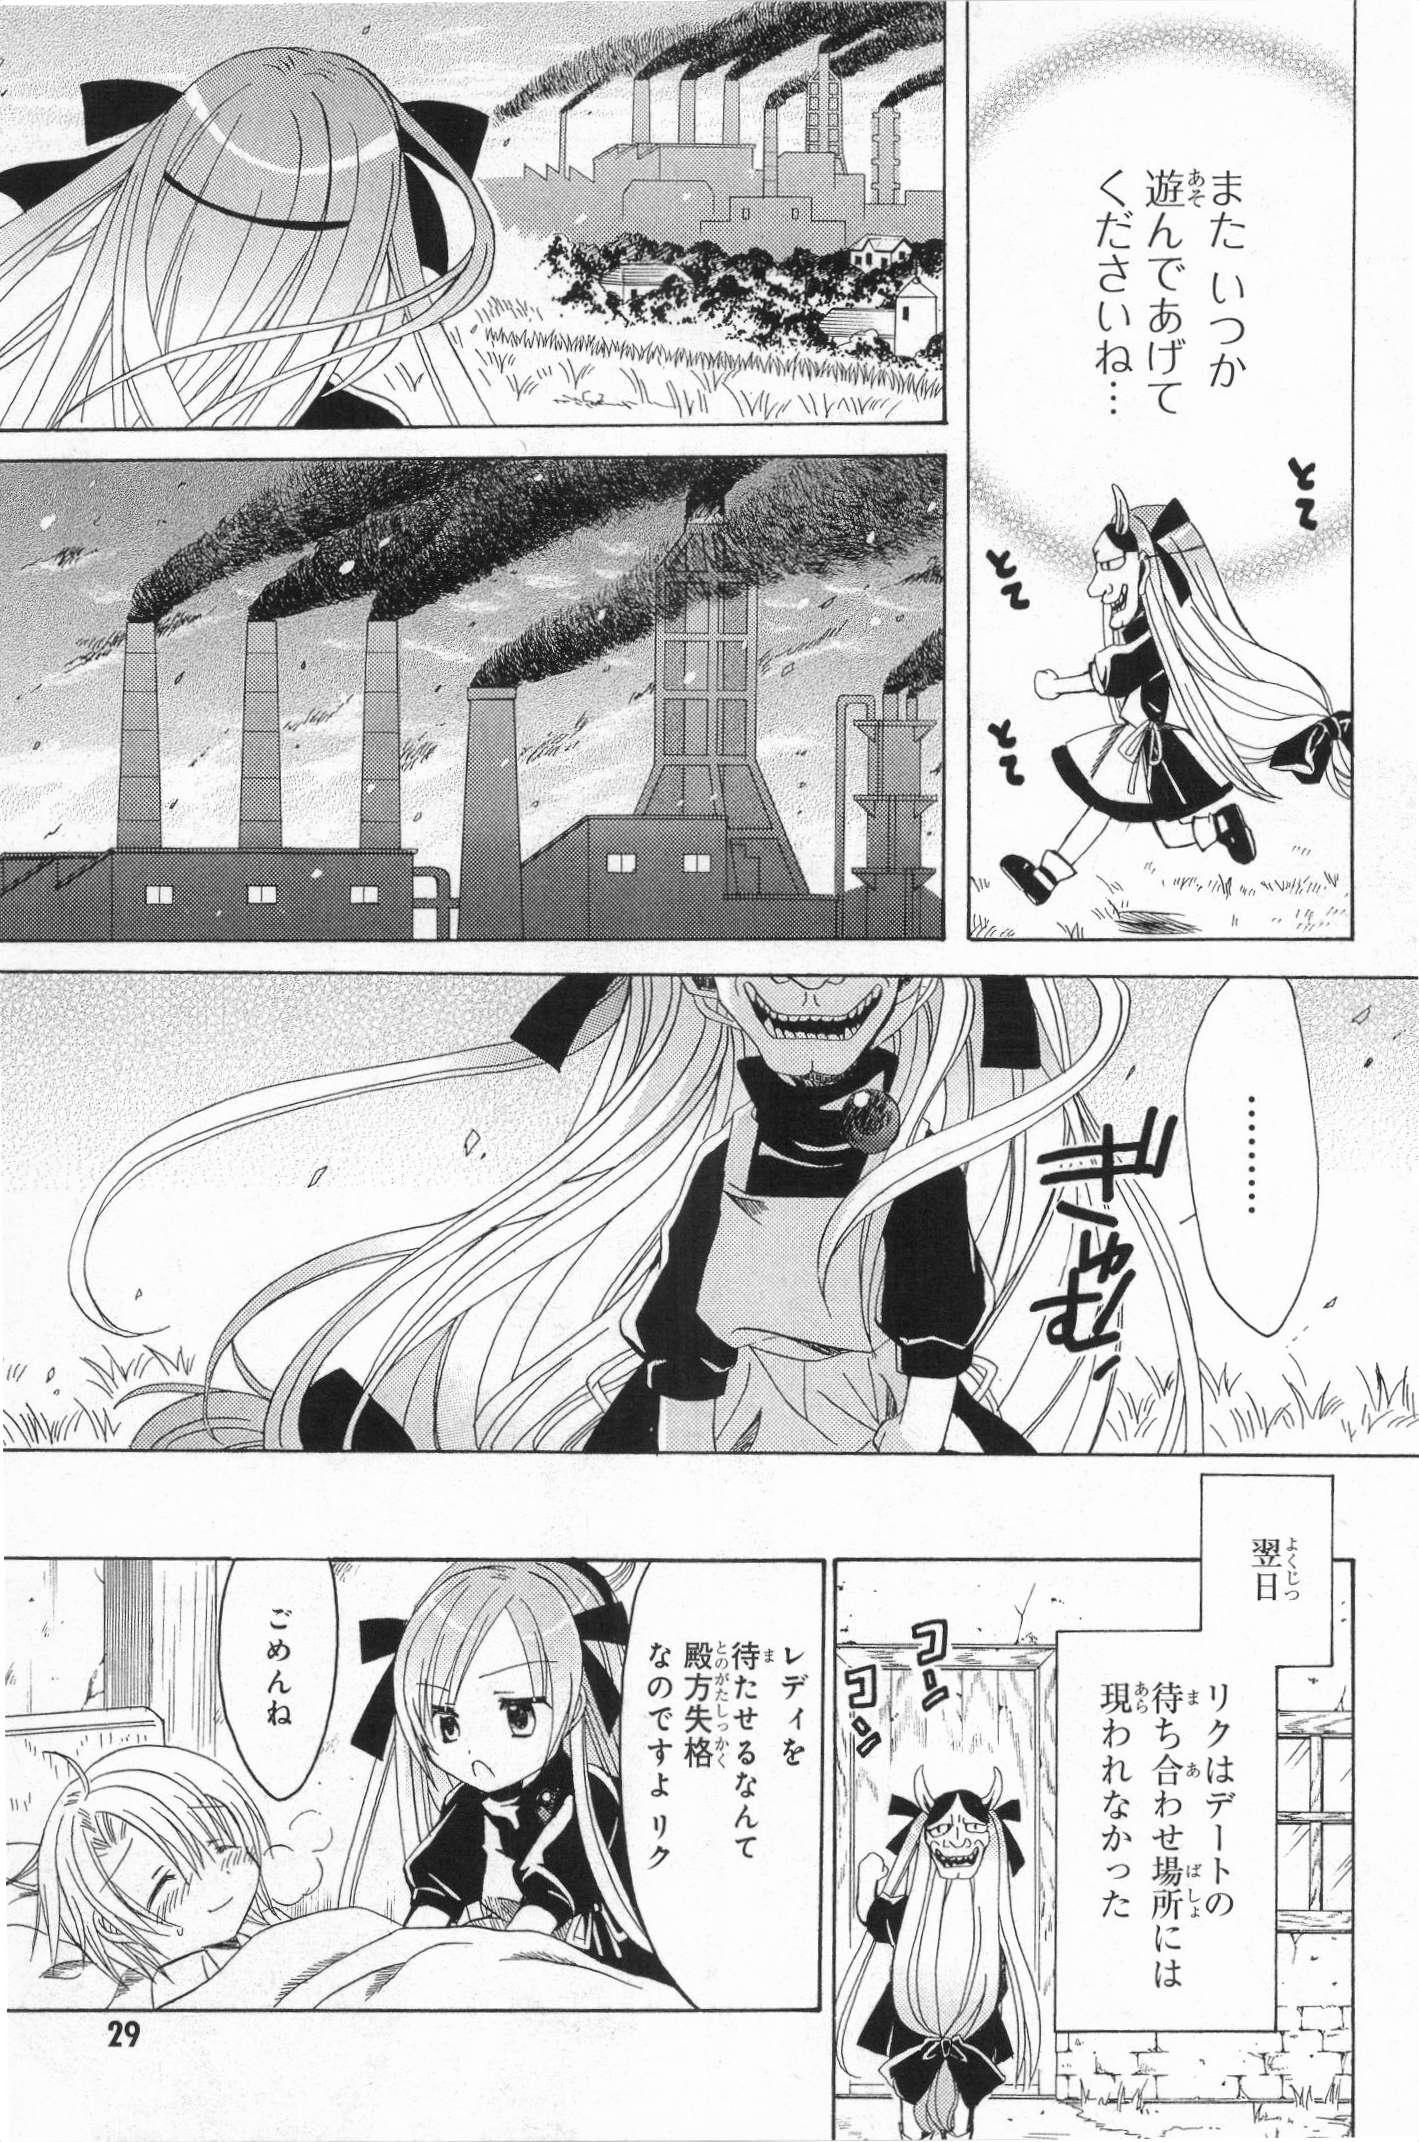 また いつか
遊んであげて
くださいね…
とて
とて
とて
………
ギュッ
翌日
リクはデートの
待ち合わせ場所には
現われなかった
コン
コン
レディを
待たせるなんて
殿方失格
なのですよ リク
ごめんね
29